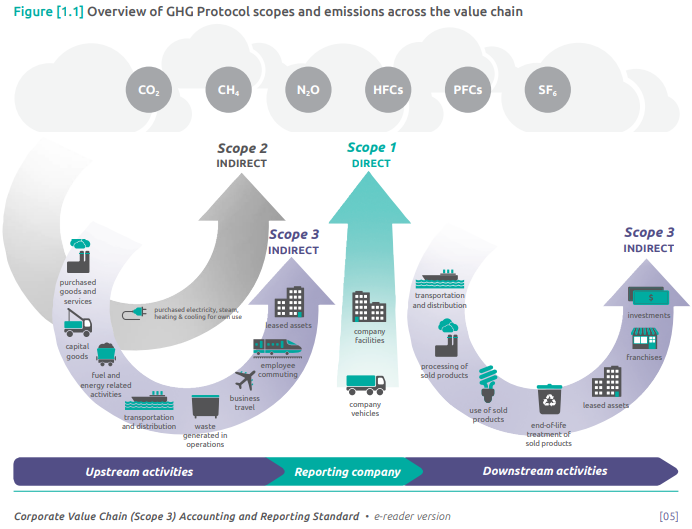 Figure [1.1] Overview of GHG Protocol scopes and emissions across the value chain
CO₂
CH₄
N₂O
HFCs
PFCs
SF₆
Scope 2
INDIRECT
Scope 1
DIRECT
Scope 3
INDIRECT
Scope 3
INDIRECT
purchased
goods and
services
capital
goods
fuel and
energy related
activities
transportation
and distribution
waste
generated in
operations
business
travel
employee
commuting
leased assets
purchased electricity, steam,
heating & cooling for own use
company
facilities
company
vehicles
transportation
and distribution
processing of
sold products
use of sold
products
end-of-life
treatment of
sold products
leased assets
franchises
investments
$
Upstream activities
Reporting company
Downstream activities
Corporate Value Chain (Scope 3) Accounting and Reporting Standard • e-reader version
[05]